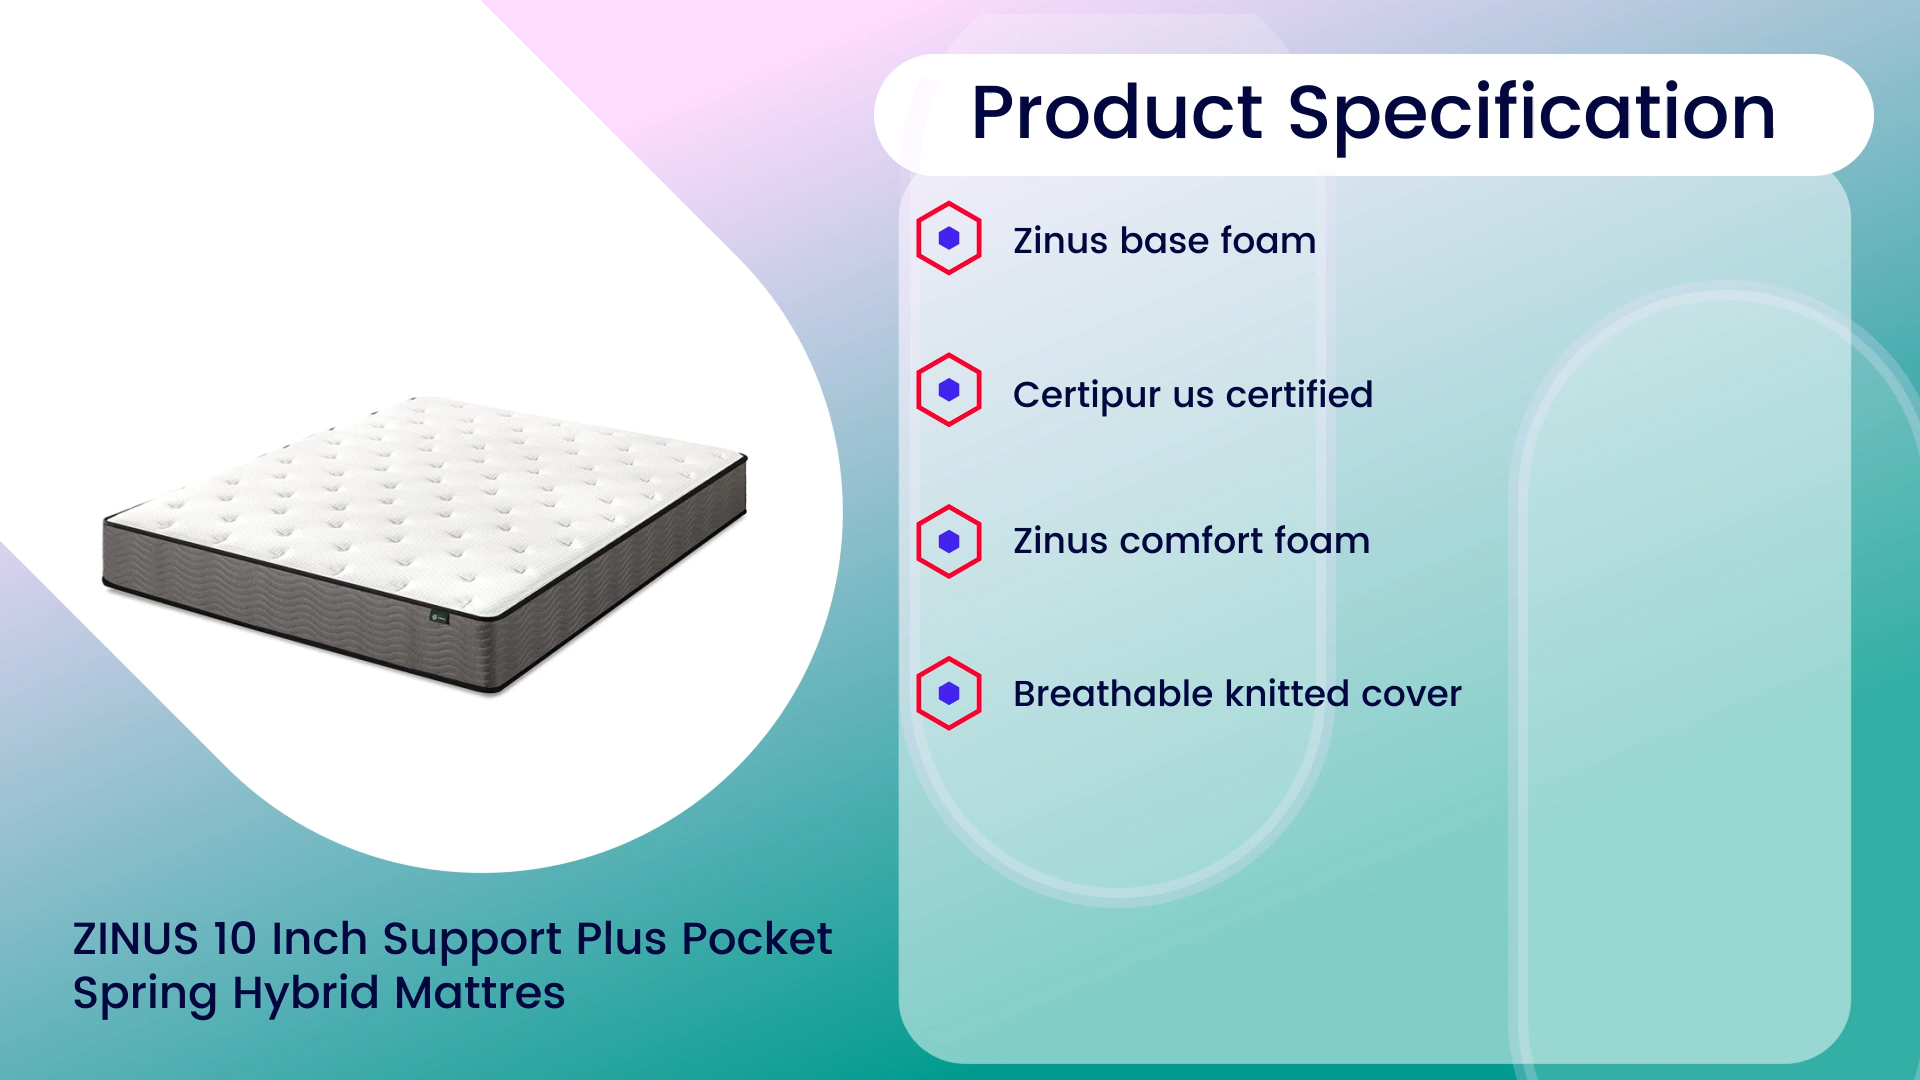 Product Specification
Zinus base foam
Certipur us certified
Zinus comfort foam
Breathable knitted cover
ZINUS 10 Inch Support Plus Pocket
Spring Hybrid Mattres